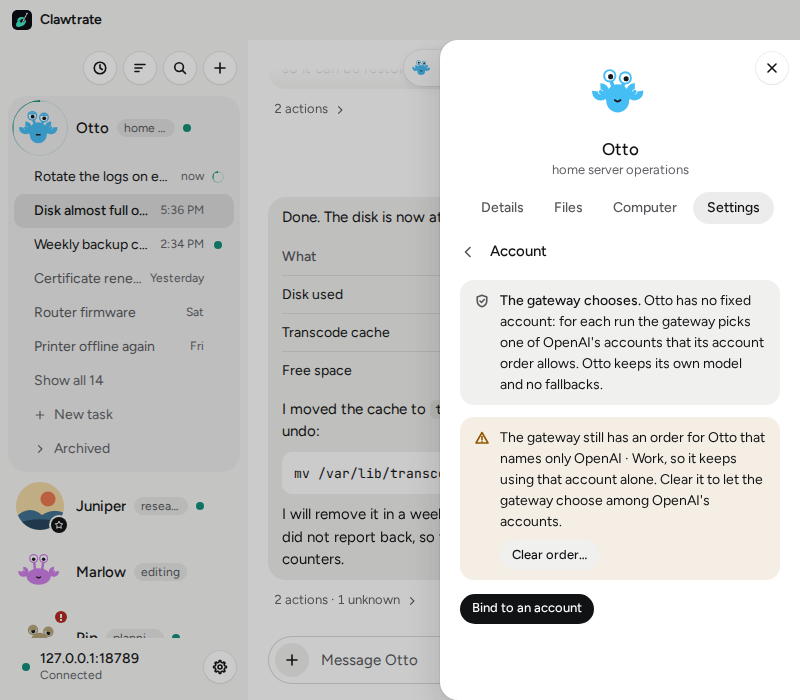 Clawtrate
Otto
home ...
Rotate the logs on e... now
Disk almost full o... 5:36 PM
Weekly backup c... 2:34 PM
Certificate rene... Yesterday
Router firmware Sat
Printer offline again Fri
Show all 14
New task
Archived
Juniper resea...
Marlow editing
Pip planni...
127.0.0.1:18789
Connected
2 actions
Done. The disk is now at
What
Disk used
Transcode cache
Free space
I moved the cache to
undo:
mv /var/lib/transc
I will remove it in a
did not report back, so
counters.
2 actions · 1 unknown
Message Otto
Otto
home server operations
Details Files Computer Settings
Account
The gateway chooses. Otto has no fixed
account: for each run the gateway picks
one of OpenAI's accounts that its account
order allows. Otto keeps its own model
and no fallbacks.
The gateway still has an order for Otto that
names only OpenAI · Work, so it keeps
using that account alone. Clear it to let the
gateway choose among OpenAI's
accounts.
Clear order...
Bind to an account